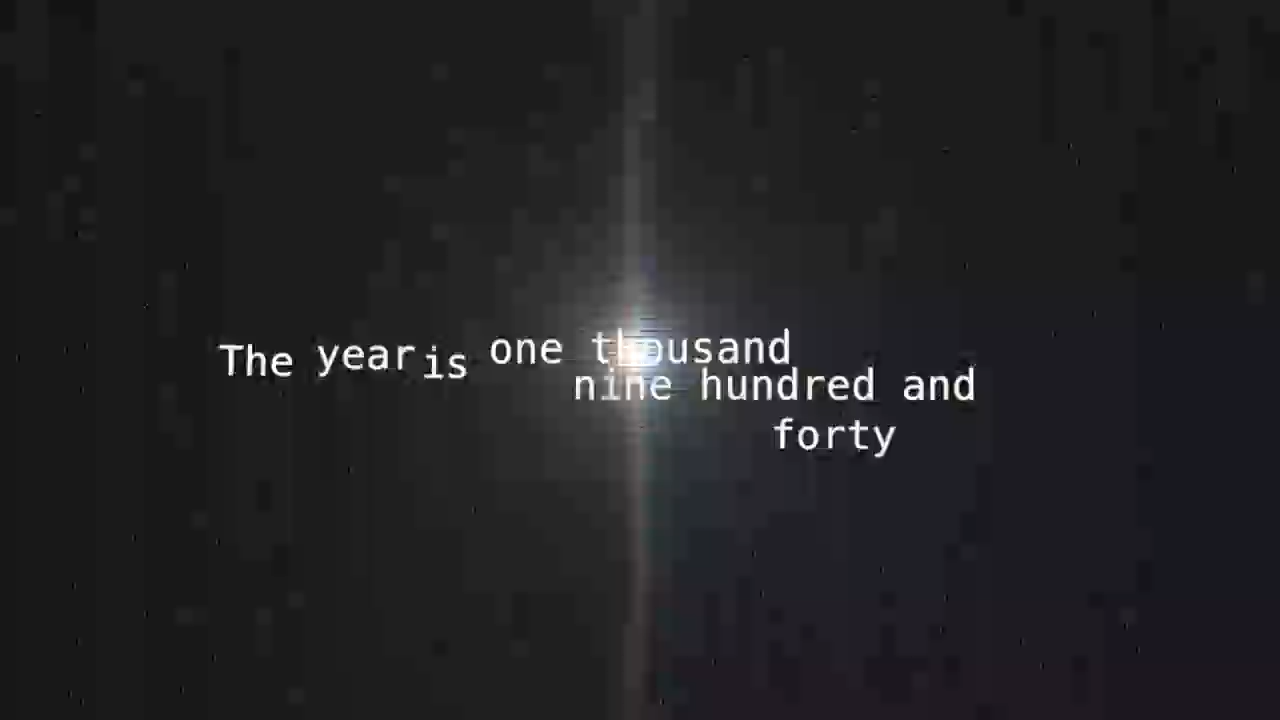 The year is one thousand
nine hundred and
forty